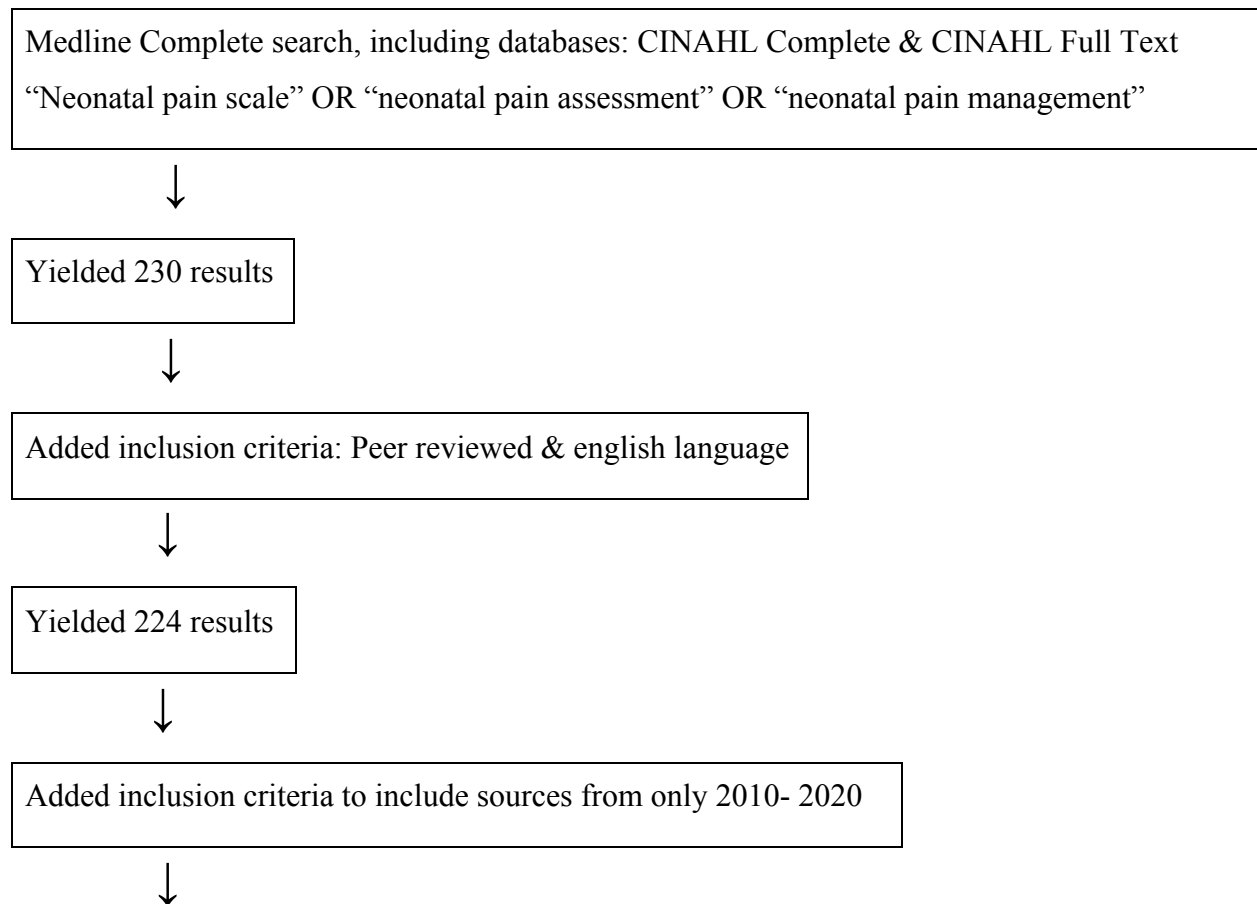 Medline Complete search, including databases: CINAHL Complete & CINAHL Full Text
“Neonatal pain scale” OR “neonatal pain assessment” OR “neonatal pain management”
↓
Yielded 230 results
↓
Added inclusion criteria: Peer reviewed & english language
↓
Yielded 224 results
↓
Added inclusion criteria to include sources from only 2010- 2020
↓